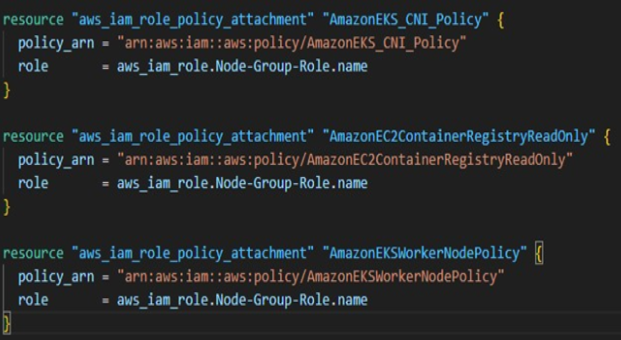 resource "aws_iam_role_policy_attachment" "AmazonEKS_CNI_Policy" {
policy_arn = "arn:aws:iam::aws:policy/AmazonEKS_CNI_Policy"
role = aws_iam_role.Node-Group-Role.name
}
resource "aws_iam_role_policy_attachment" "AmazonEC2ContainerRegistryReadOnly" {
policy_arn = "arn:aws:iam::aws:policy/AmazonEC2ContainerRegistryReadOnly"
role = aws_iam_role.Node-Group-Role.name
}
resource "aws_iam_role_policy_attachment" "AmazonEKSWorkerNodePolicy" {
policy_arn = "arn:aws:iam::aws:policy/AmazonEKSWorkerNodePolicy"
role = aws_iam_role.Node-Group-Role.name
}